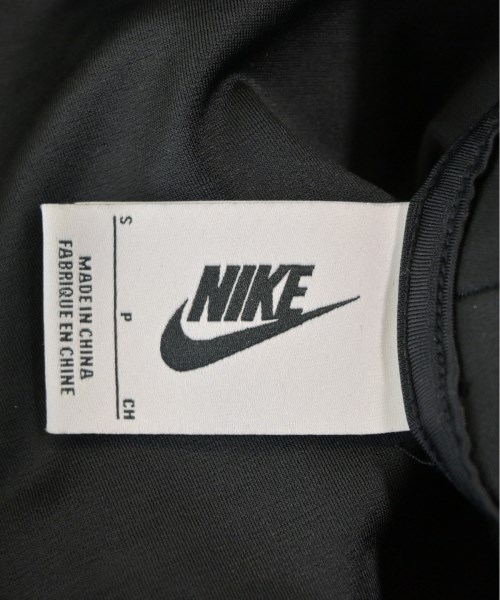 NIKE
S P CH
MADE IN CHINA
FABRIQUE EN CHINE